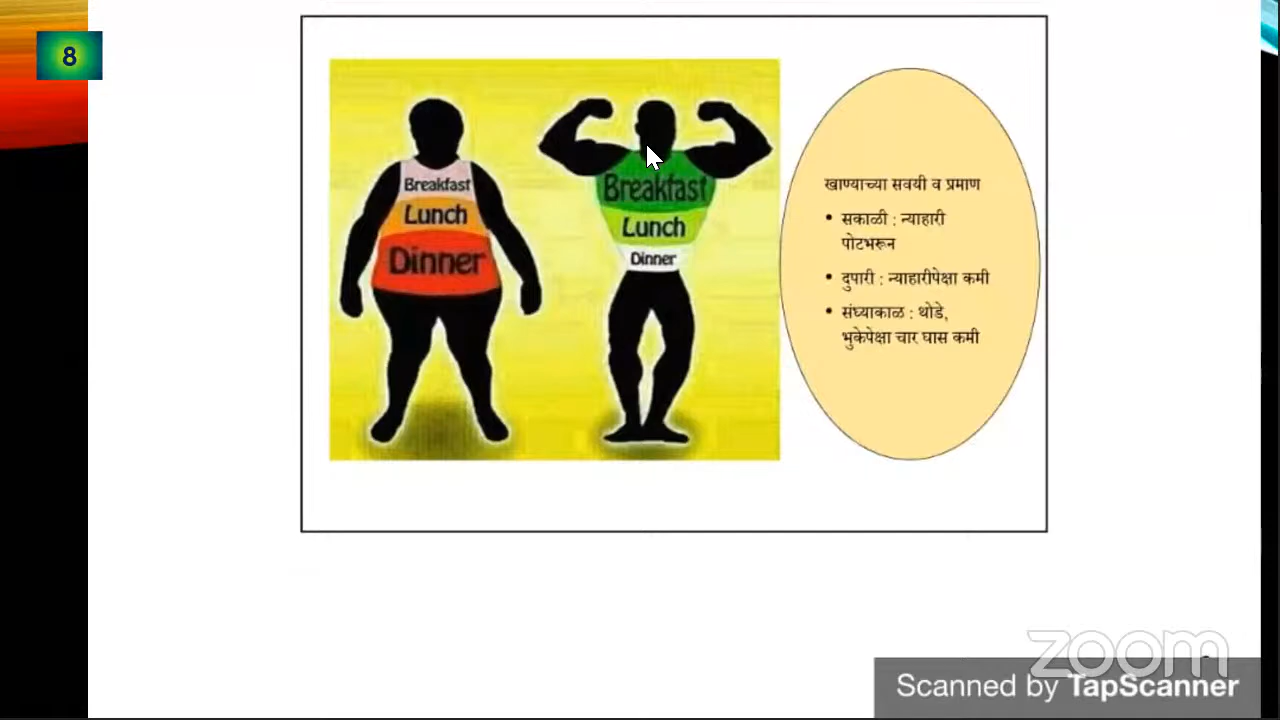 8
Breakfast
Lunch
Dinner
Breakfast
Lunch
Dinner
खाण्याच्या सवयी व प्रमाण
• सकाळी : न्याहारी
पोटभरून
• दुपारी : न्याहारीपेक्षा कमी
• संघ्याकाळ : थोडे,
भुकेपेक्षा चार घास कमी
zoom
Scanned by TapScanner